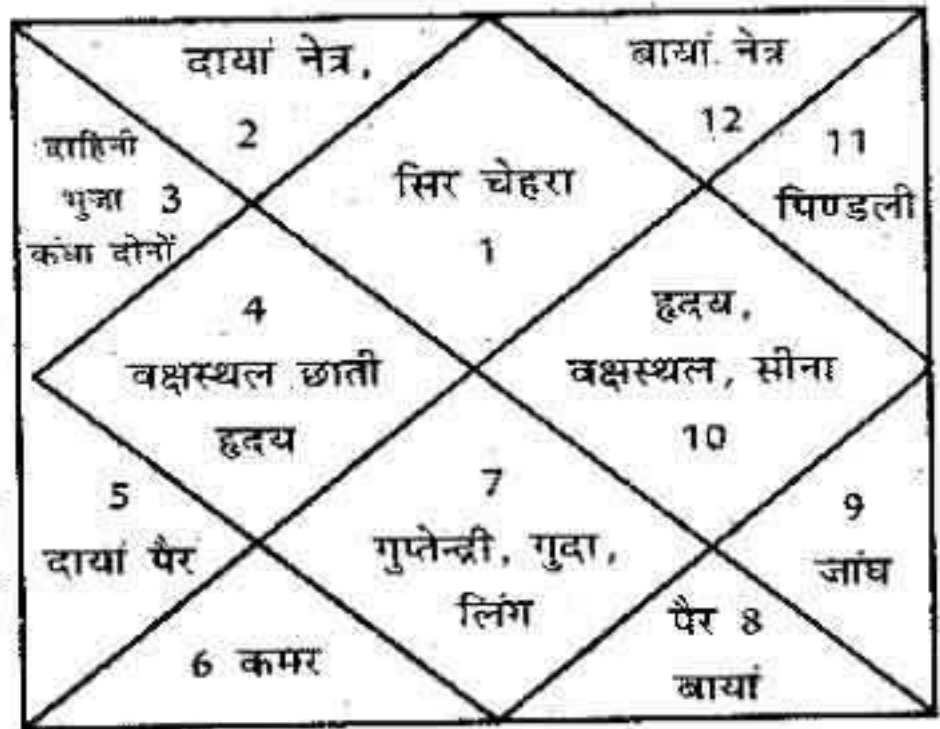 दायां नेत्र,
2
बायां नेत्र
12
दाहिनी
भुजा 3
कंधा दोनों
सिर चेहरा
1
11
पिण्डली
4
वक्षस्थल छाती
हृदय
हृदय,
वक्षस्थल, सीना
10
5
दायां पैर
7
गुप्तेन्द्री, गुदा,
लिंग
9
जांघ
6 कमर
पैर 8
बायां